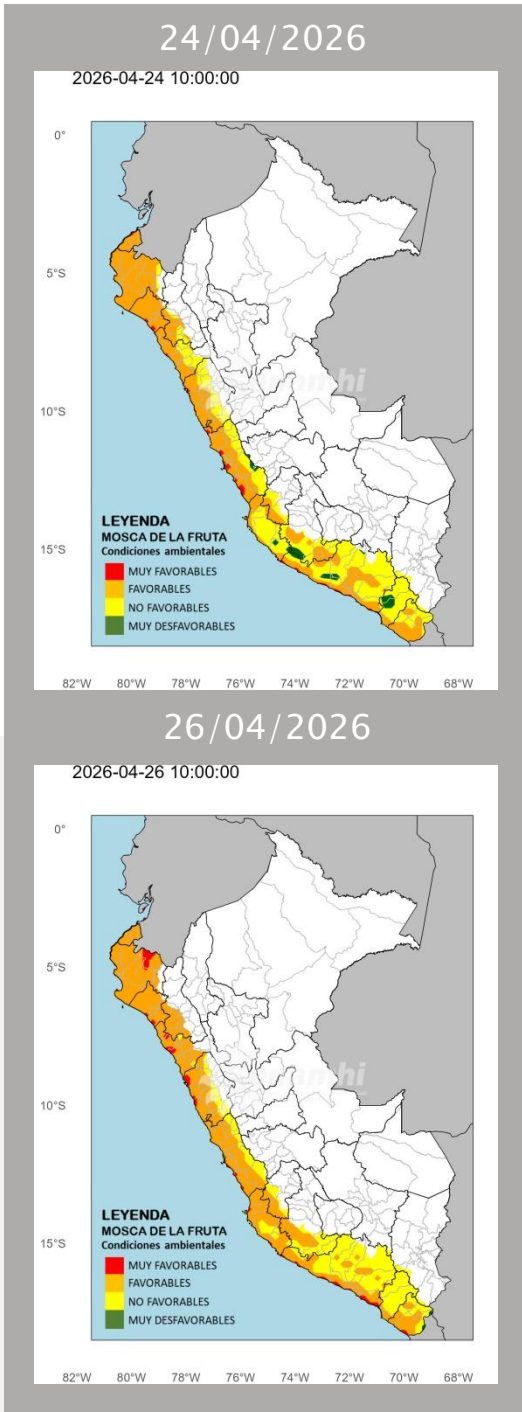 24/04/2026
2026-04-24 10:00:00
0°
5°S
10°S
15°S
LEYENDA
MOSCA DE LA FRUTA
Condiciones ambientales
MUY FAVORABLES
FAVORABLES
NO FAVORABLES
MUY DESFAVORABLES
82°W 80°W 78°W 76°W 74°W 72°W 70°W 68°W
26/04/2026
2026-04-26 10:00:00
0°
5°S
10°S
15°S
LEYENDA
MOSCA DE LA FRUTA
Condiciones ambientales
MUY FAVORABLES
FAVORABLES
NO FAVORABLES
MUY DESFAVORABLES
82°W 80°W 78°W 76°W 74°W 72°W 70°W 68°W